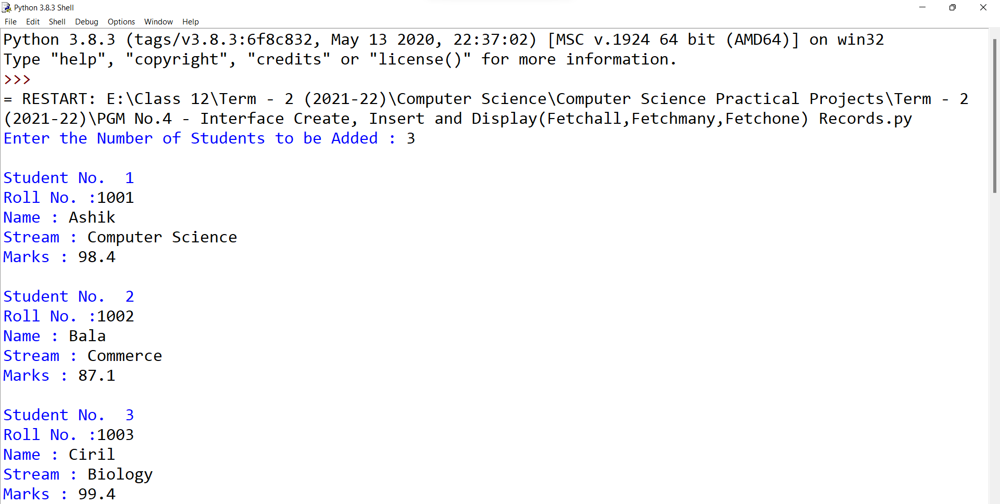 Python 3.8.3 Shell
File Edit Shell Debug Options Window Help
Python 3.8.3 (tags/v3.8.3:6f8c832, May 13 2020, 22:37:02) [MSC v.1924 64 bit (AMD64)] on win32
Type "help", "copyright", "credits" or "license()" for more information.
>>>
= RESTART: E:\Class 12\Term - 2 (2021-22)\Computer Science\Computer Science Practical Projects\Term - 2
(2021-22)\PGM No.4 - Interface Create, Insert and Display(Fetchall,Fetchmany,Fetchone) Records.py
Enter the Number of Students to be Added : 3
Student No.  1
Roll No. :1001
Name : Ashik
Stream : Computer Science
Marks : 98.4
Student No.  2
Roll No. :1002
Name : Bala
Stream : Commerce
Marks : 87.1
Student No.  3
Roll No. :1003
Name : Ciril
Stream : Biology
Marks : 99.4